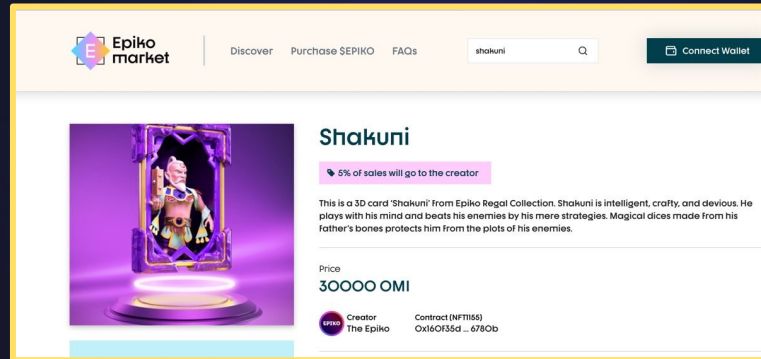 E
Epiko
market
Discover
Purchase $EPIKO
FAQs
shakuni
Connect Wallet
Shakuni
5% of sales will go to the creator
This is a 3D card 'Shakuni' From Epiko Regal Collection. Shakuni is intelligent, crafty, and devious. He
plays with his mind and beats his enemies by his mere strategies. Magical dices made From his
Father's bones protects him From the plots of his enemies.
Price
30000 OMI
EPIKO
Creator
The Epiko
Contract (NFT1155)
0x160F35d ... 6780b